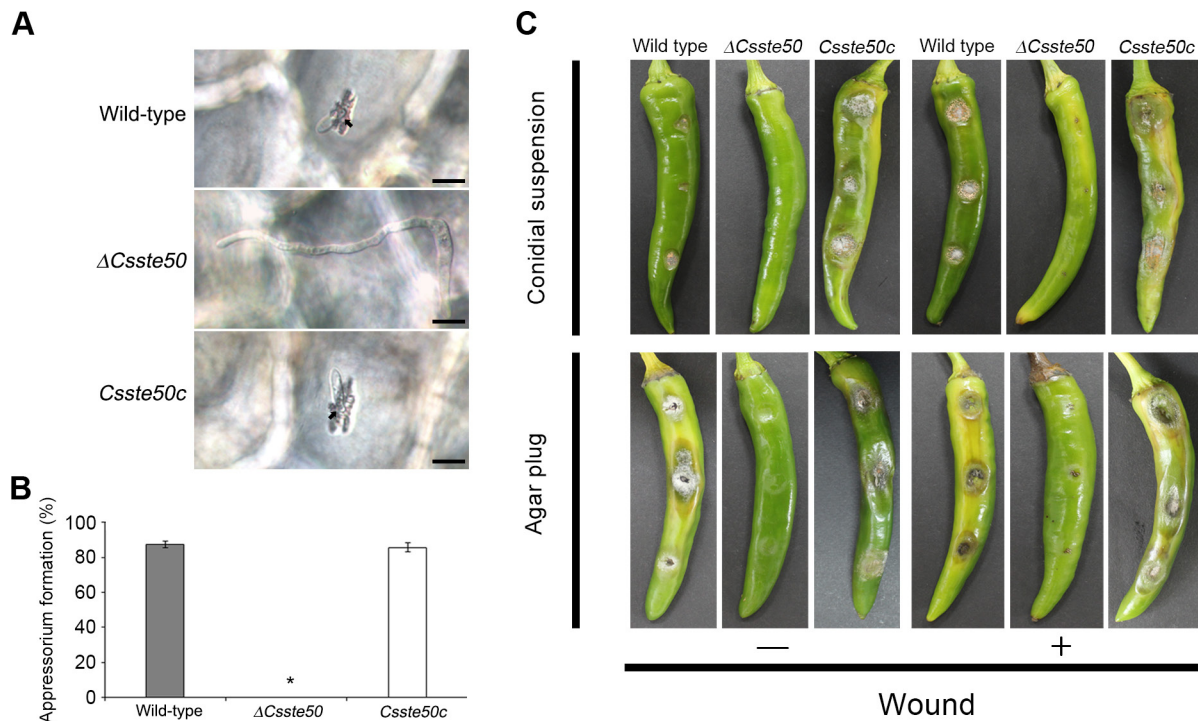 A
Wild-type
ΔCsste50
Csste50c
B
Appressorium formation (%)
100
80
60
40
20
0
*
Wild-type
ΔCsste50
Csste50c
C
Wild type
ΔCsste50
Csste50c
Wild type
ΔCsste50
Csste50c
Conidial suspension
Agar plug
—
+
Wound